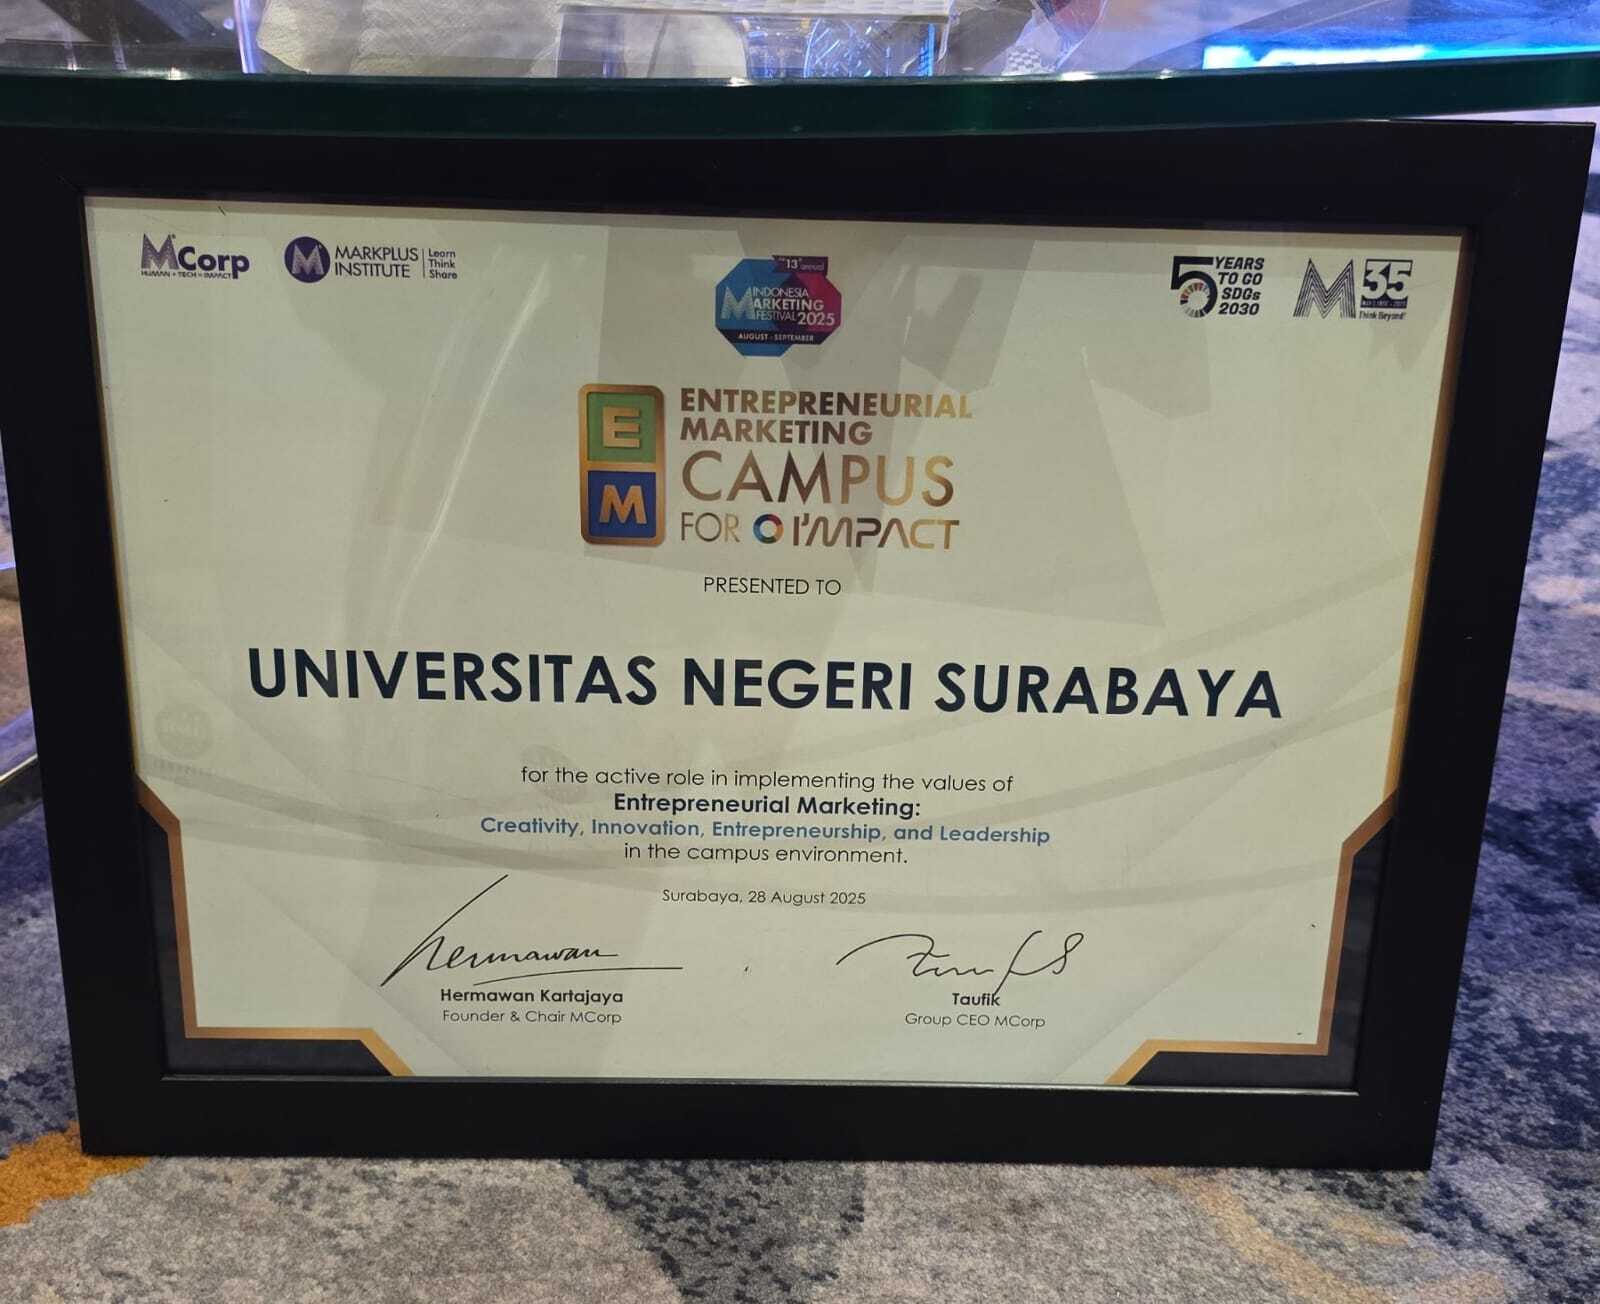 MCorp
HUMAN + TECH = IMPACT
MARKPLUS
INSTITUTE
Learn
Think
Share
13th annual
INDONESIA
MARKETING
FESTIVAL 2025
AUGUST - SEPTEMBER
5 YEARS
TO GO
SDGs
2030
M 35
Think Beyond!
E
M
ENTREPRENEURIAL
MARKETING
CAMPUS
FOR I'MPACT
PRESENTED TO
UNIVERSITAS NEGERI SURABAYA
for the active role in implementing the values of
Entrepreneurial Marketing:
Creativity, Innovation, Entrepreneurship, and Leadership
in the campus environment.
Surabaya, 28 August 2025
Hermawan
Hermawan Kartajaya
Founder & Chair MCorp
Taufik
Group CEO MCorp